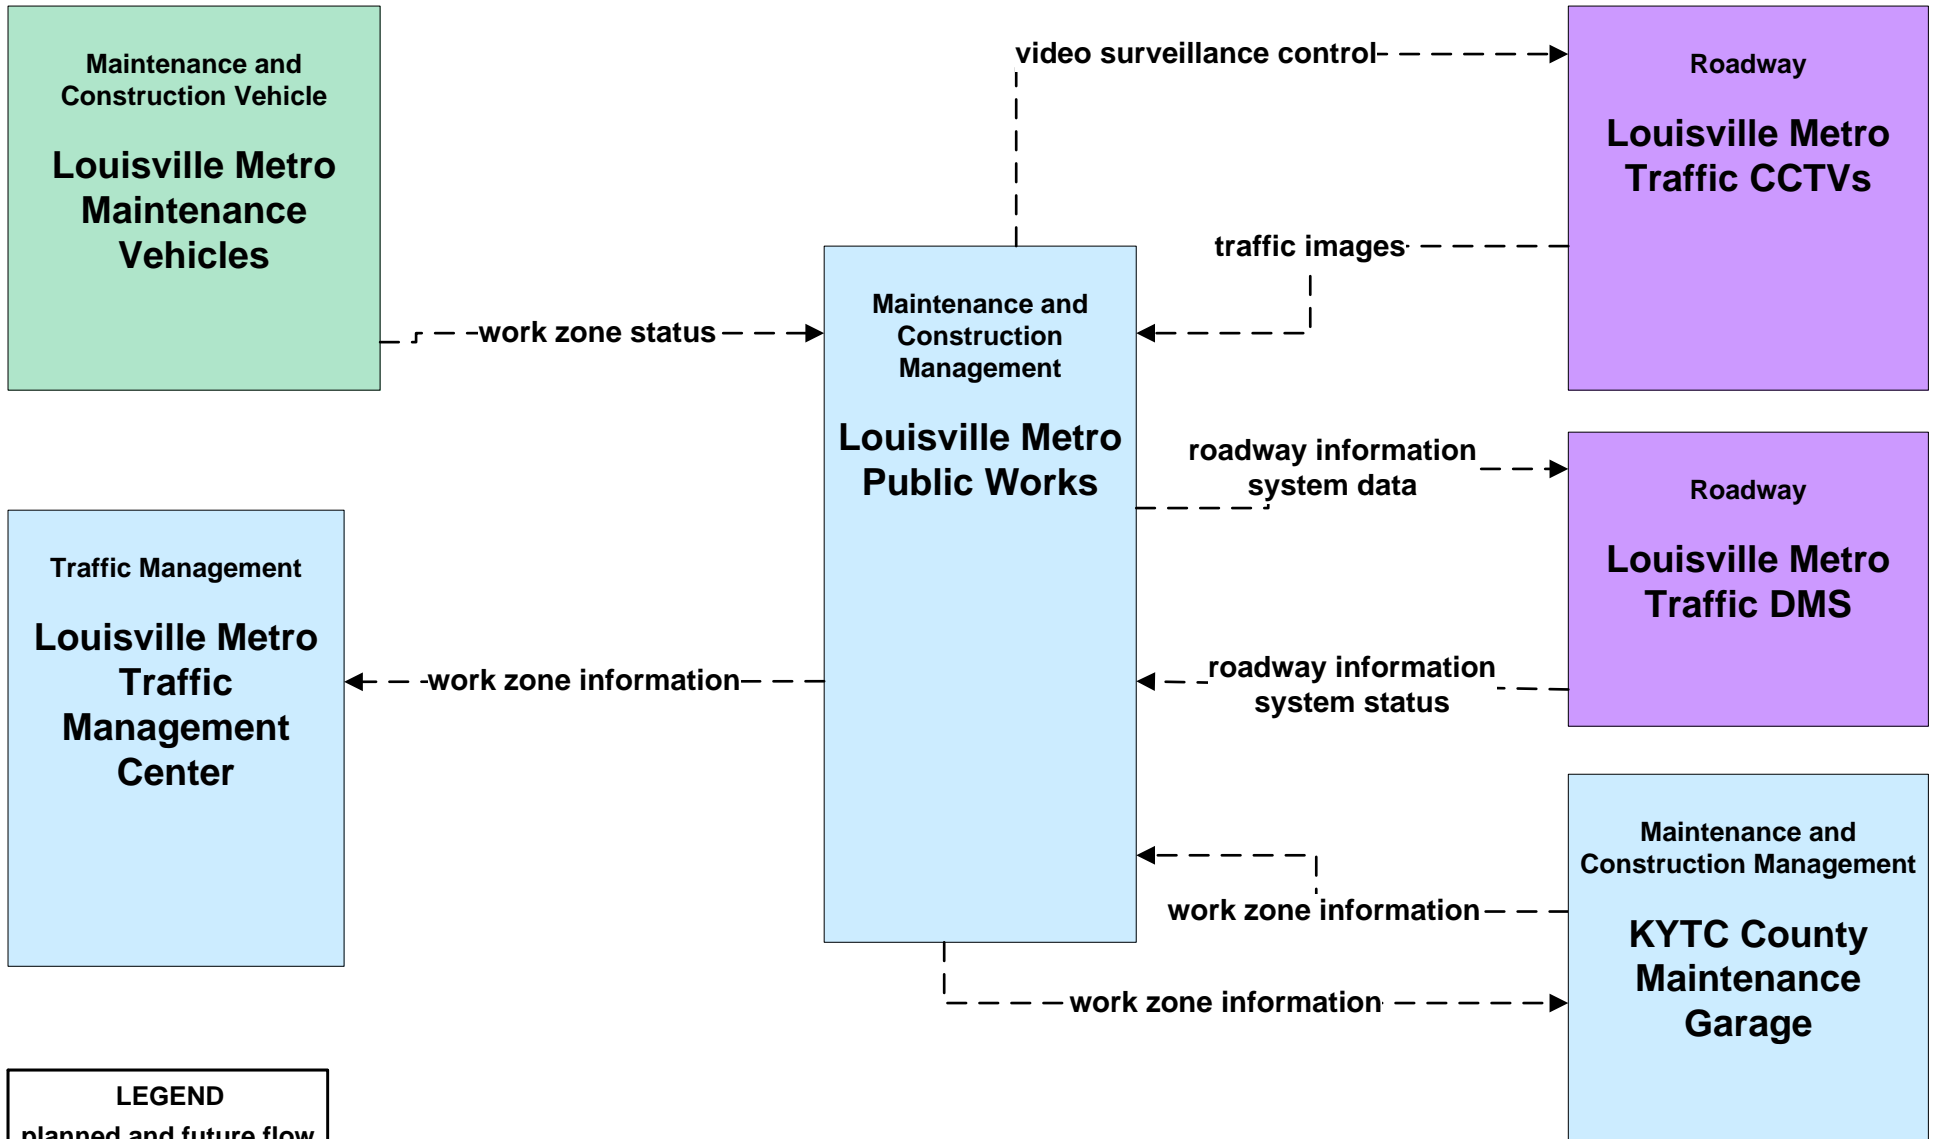 Maintenance and
Construction Vehicle
Louisville Metro
Maintenance
Vehicles
video surveillance control
Roadway
Louisville Metro
Traffic CCTVs
traffic images
work zone status
Maintenance and
Construction
Management
Louisville Metro
Public Works
roadway information
system data
Roadway
Louisville Metro
Traffic DMS
Traffic Management
Louisville Metro
Traffic
Management
Center
work zone information
roadway information
system status
Maintenance and
Construction Management
KYTC County
Maintenance
Garage
work zone information
work zone information
LEGEND
planned and future flow